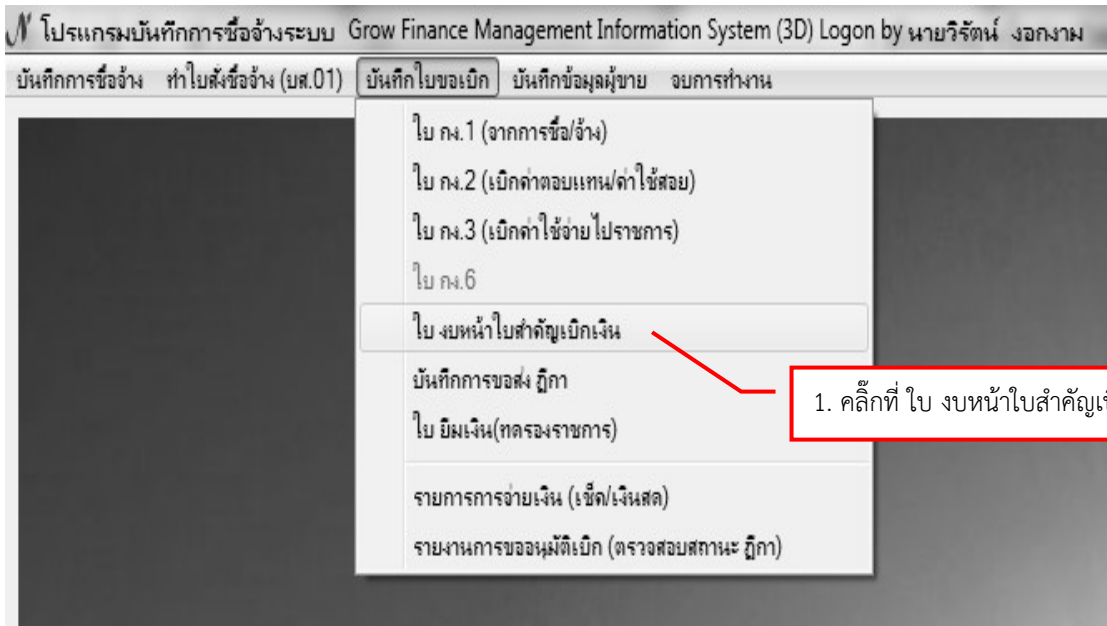 โปรแกรมบันทึกการซื้อจ้างระบบ Grow Finance Management Information System (3D) Logon by นายวิรัตน์ งอกงาม
บันทึกการซื้อจ้าง ทำใบสั่งซื้อจ้าง (บส.01) บันทึกใบขอเบิก บันทึกข้อมูลผู้ขาย จบการทำงาน
ใบ กง.1 (จากการซื้อ/จ้าง)
ใบ กง.2 (เบิกค่าตอบแทน/ค่าใช้สอย)
ใบ กง.3 (เบิกค่าใช้จ่ายไปราชการ)
ใบ กง.6
ใบ งบหน้าใบสำคัญเบิกเงิน
บันทึกการขอส่ง ฎีกา
1. คลิ๊กที่ ใบ งบหน้าใบสำคัญเ
ใบ ยืมเงิน(ทดรองราชการ)
รายการการจ่ายเงิน (เช็ค/เงินสด)
รายงานการขออนุมัติเบิก (ตรวจสอบสถานะ ฎีกา)